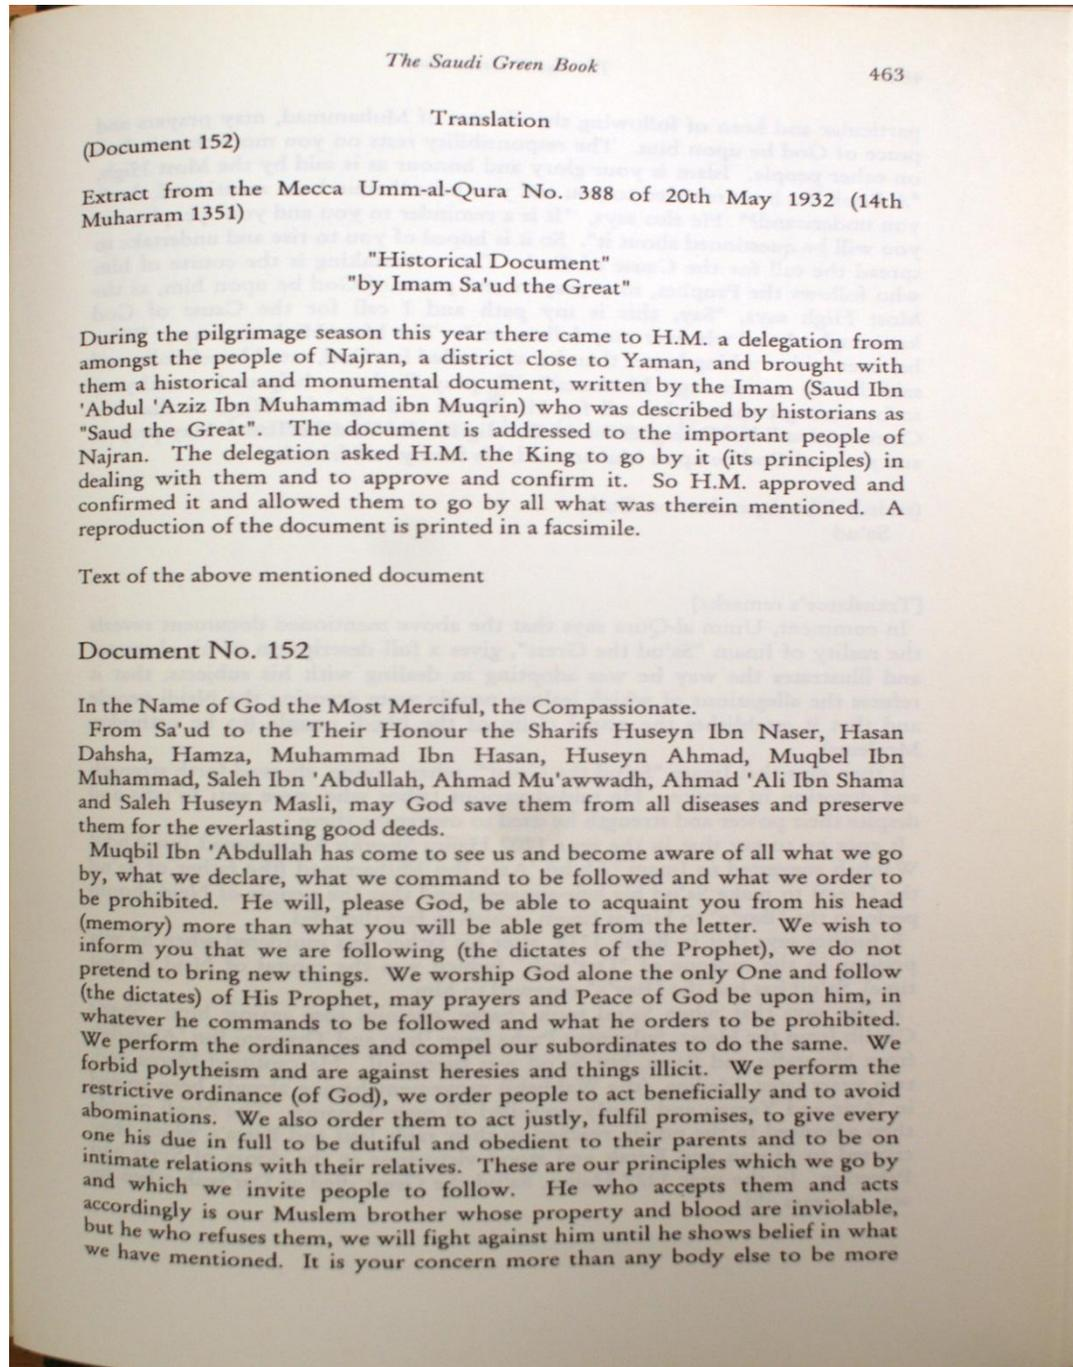 The Saudi Green Book
463
Translation
(Document 152)
Extract from the Mecca Umm-al-Qura No. 388 of 20th May 1932 (14th
Muharram 1351)
"Historical Document"
"by Imam Sa'ud the Great"
During the pilgrimage season this year there came to H.M. a delegation from
amongst the people of Najran, a district close to Yaman, and brought with
them a historical and monumental document, written by the Imam (Saud Ibn
'Abdul 'Aziz Ibn Muhammad ibn Muqrin) who was described by historians as
"Saud the Great". The document is addressed to the important people of
Najran. The delegation asked H.M. the King to go by it (its principles) in
dealing with them and to approve and confirm it. So H.M. approved and
confirmed it and allowed them to go by all what was therein mentioned. A
reproduction of the document is printed in a facsimile.
Text of the above mentioned document
Document No. 152
In the Name of God the Most Merciful, the Compassionate.
From Sa'ud to the Their Honour the Sharifs Huseyn Ibn Naser, Hasan
Dahsha, Hamza, Muhammad Ibn Hasan, Huseyn Ahmad, Muqbel Ibn
Muhammad, Saleh Ibn 'Abdullah, Ahmad Mu'awwadh, Ahmad 'Ali Ibn Shama
and Saleh Huseyn Masli, may God save them from all diseases and preserve
them for the everlasting good deeds.
Muqbil Ibn 'Abdullah has come to see us and become aware of all what we go
by, what we declare, what we command to be followed and what we order to
be prohibited. He will, please God, be able to acquaint you from his head
(memory) more than what you will be able get from the letter. We wish to
inform you that we are following (the dictates of the Prophet), we do not
pretend to bring new things. We worship God alone the only One and follow
(the dictates) of His Prophet, may prayers and Peace of God be upon him, in
whatever he commands to be followed and what he orders to be prohibited.
We perform the ordinances and compel our subordinates to do the same. We
forbid polytheism and are against heresies and things illicit. We perform the
restrictive ordinance (of God), we order people to act beneficially and to avoid
abominations. We also order them to act justly, fulfil promises, to give every
one his due in full to be dutiful and obedient to their parents and to be on
intimate relations with their relatives. These are our principles which we go by
and which we invite people to follow. He who accepts them and acts
accordingly is our Muslem brother whose property and blood are inviolable,
but he who refuses them, we will fight against him until he shows belief in what
we have mentioned. It is your concern more than any body else to be more